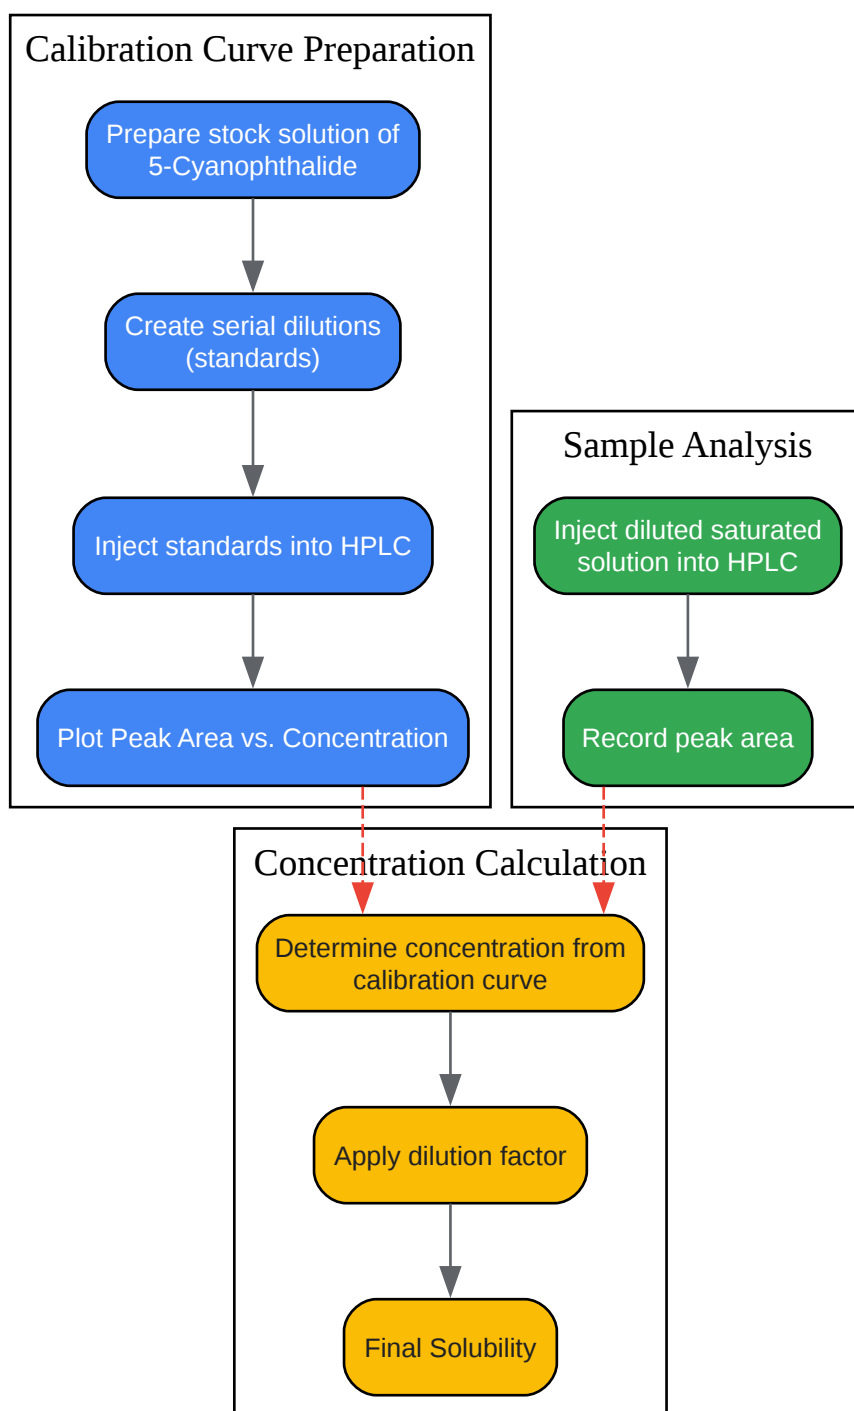 Calibration Curve Preparation
Prepare stock solution of
5-Cyanophthalide
Create serial dilutions
(standards)
Inject standards into HPLC
Plot Peak Area vs. Concentration
Sample Analysis
Inject diluted saturated
solution into HPLC
Record peak area
Concentration Calculation
Determine concentration from
calibration curve
Apply dilution factor
Final Solubility